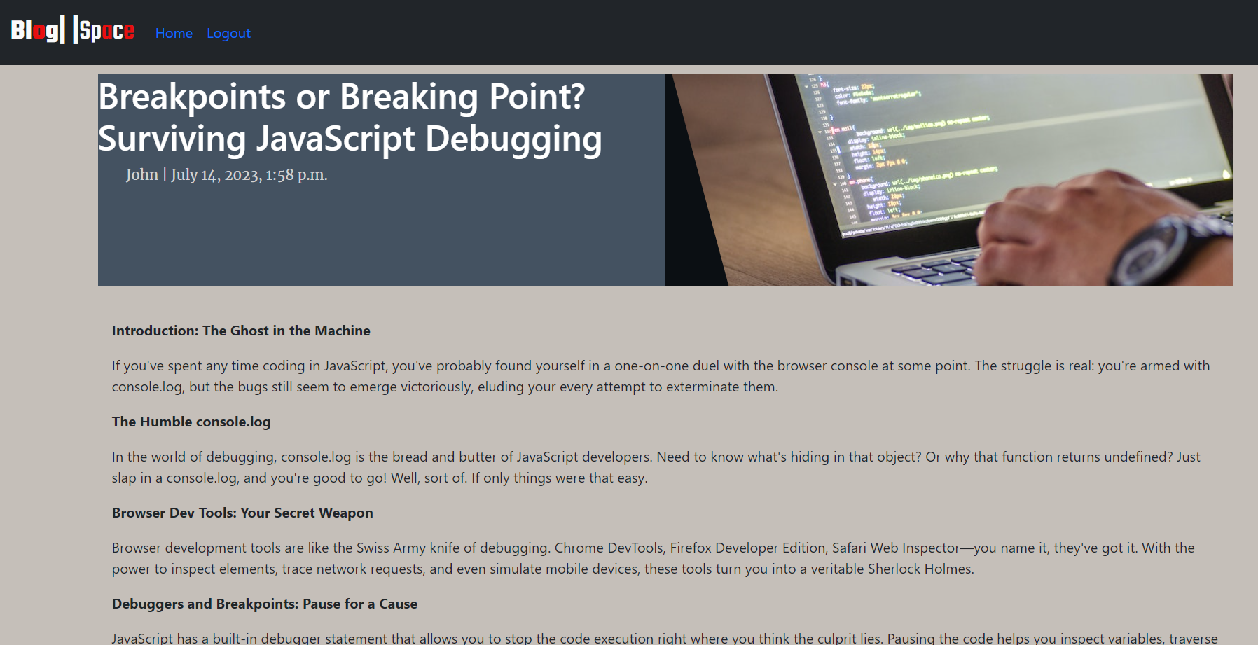 Blog| |Space
Home
Logout
Breakpoints or Breaking Point?
Surviving JavaScript Debugging
John | July 14, 2023, 1:58 p.m.
Introduction: The Ghost in the Machine
If you've spent any time coding in JavaScript, you've probably found yourself in a one-on-one duel with the browser console at some point. The struggle is real: you're armed with
console.log, but the bugs still seem to emerge victoriously, eluding your every attempt to exterminate them.
The Humble console.log
In the world of debugging, console.log is the bread and butter of JavaScript developers. Need to know what's hiding in that object? Or why that function returns undefined? Just
slap in a console.log, and you're good to go! Well, sort of. If only things were that easy.
Browser Dev Tools: Your Secret Weapon
Browser development tools are like the Swiss Army knife of debugging. Chrome DevTools, Firefox Developer Edition, Safari Web Inspector—you name it, they've got it. With the
power to inspect elements, trace network requests, and even simulate mobile devices, these tools turn you into a veritable Sherlock Holmes.
Debuggers and Breakpoints: Pause for a Cause
JavaScript has a built-in debugger statement that allows you to stop the code execution right where you think the culprit lies. Pausing the code helps you inspect variables, traverse